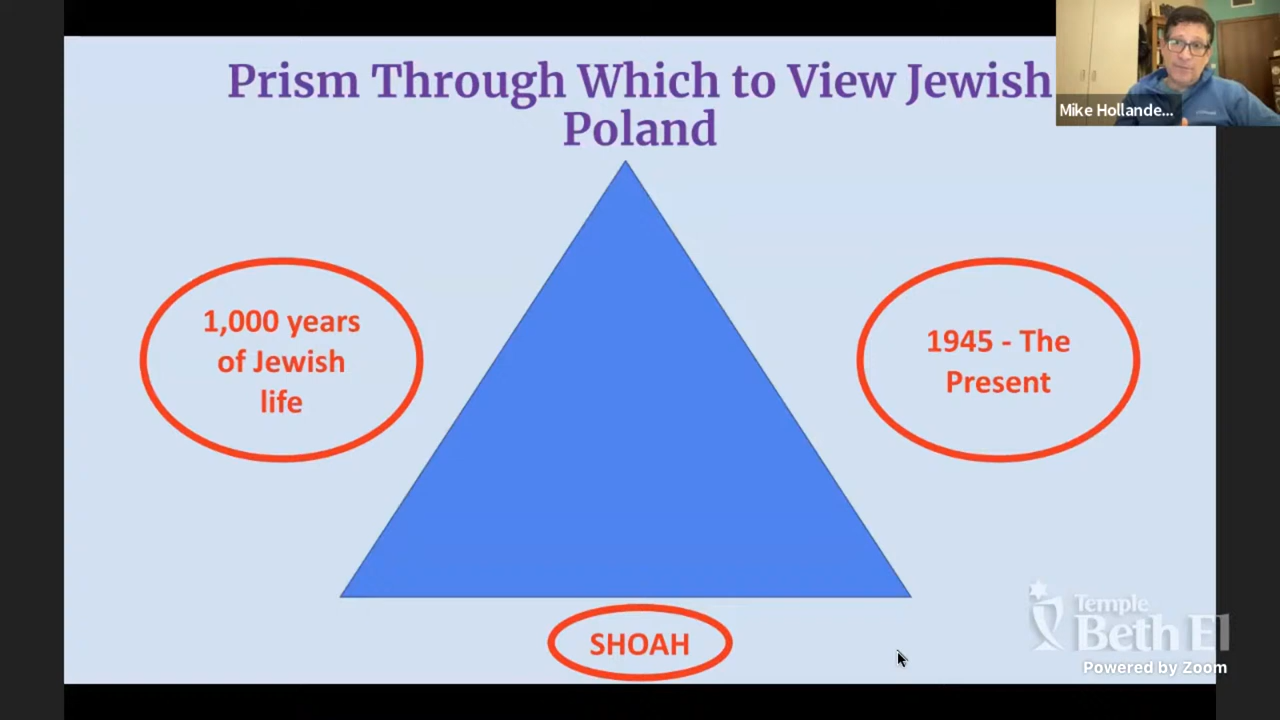 Prism Through Which to View Jewish
Poland
Mike Hollande...
1,000 years
of Jewish
life
1945 - The
Present
SHOAH
Temple
Beth El
Powered by Zoom